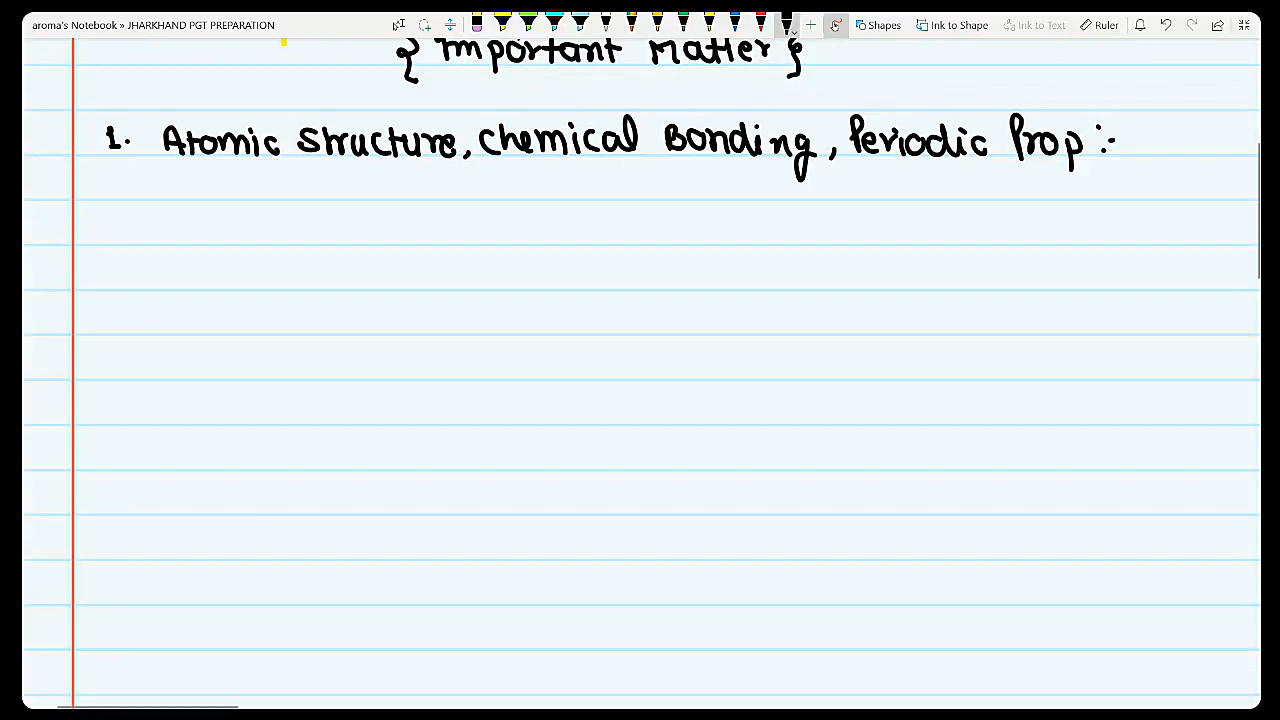 aroma's Notebook » JHARKHAND PGT PREPARATION Shapes Ink to Shape Ink to Text Ruler
{ Important Matter }
1. Atomic Structure, Chemical Bonding, Periodic Prop :-